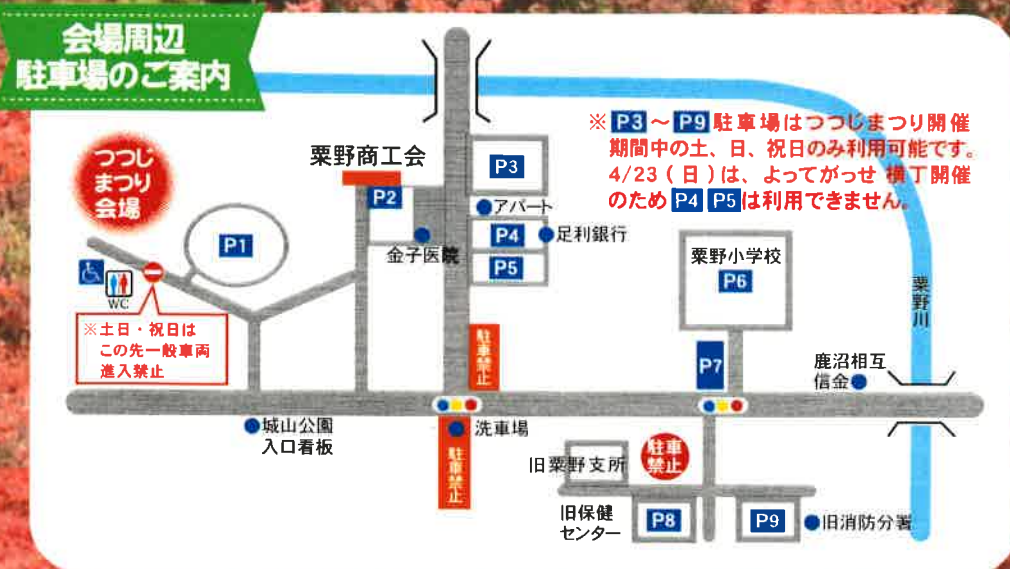 会場周辺
駐車場のご案内
つつじ
まつり
会場
粟野商工会
※P3～P9駐車場はつつじまつり開催
期間中の土、日、祝日のみ利用可能です。
4/23（日）は、よってがっせ 横丁開催
のためP4 P5は利用できません。
P3
P2
アパート
P1
P4
足利銀行
金子医院
P5
粟野小学校
P6
粟野川
WC
※土日・祝日は
この先一般車両
進入禁止
駐車禁止
P7
鹿沼相互
信金
城山公園
入口看板
洗車場
駐車禁止
旧粟野支所
駐車
禁止
旧保健
センター
P8
P9
旧消防分署